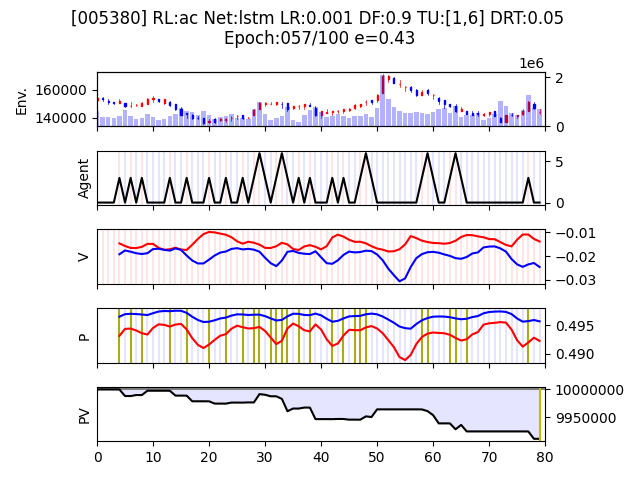 [005380] RL:ac Net:lstm LR:0.001 DF:0.9 TU:[1,6] DRT:0.05
Epoch:057/100 e=0.43
1e6
Env.
160000
140000
2
0
Agent
5
0
V
−0.01
−0.02
−0.03
P
0.495
0.490
PV
10000000
9950000
0 10 20 30 40 50 60 70 80